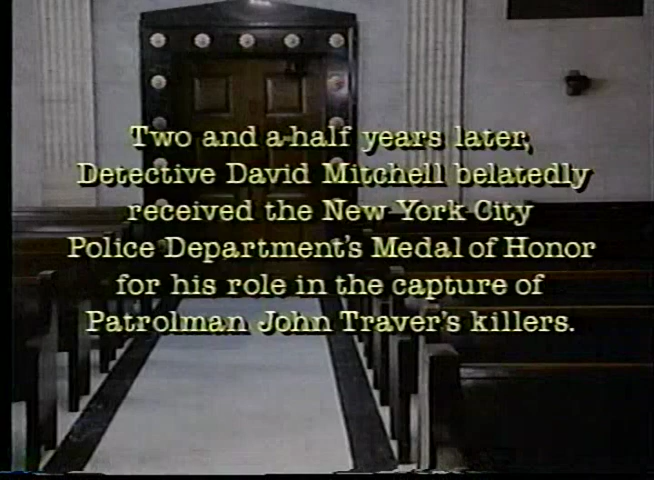 Two and a half years later,
Detective David Mitchell belatedly
received the New York City
Police Department's Medal of Honor
for his role in the capture of
Patrolman John Traver's killers.